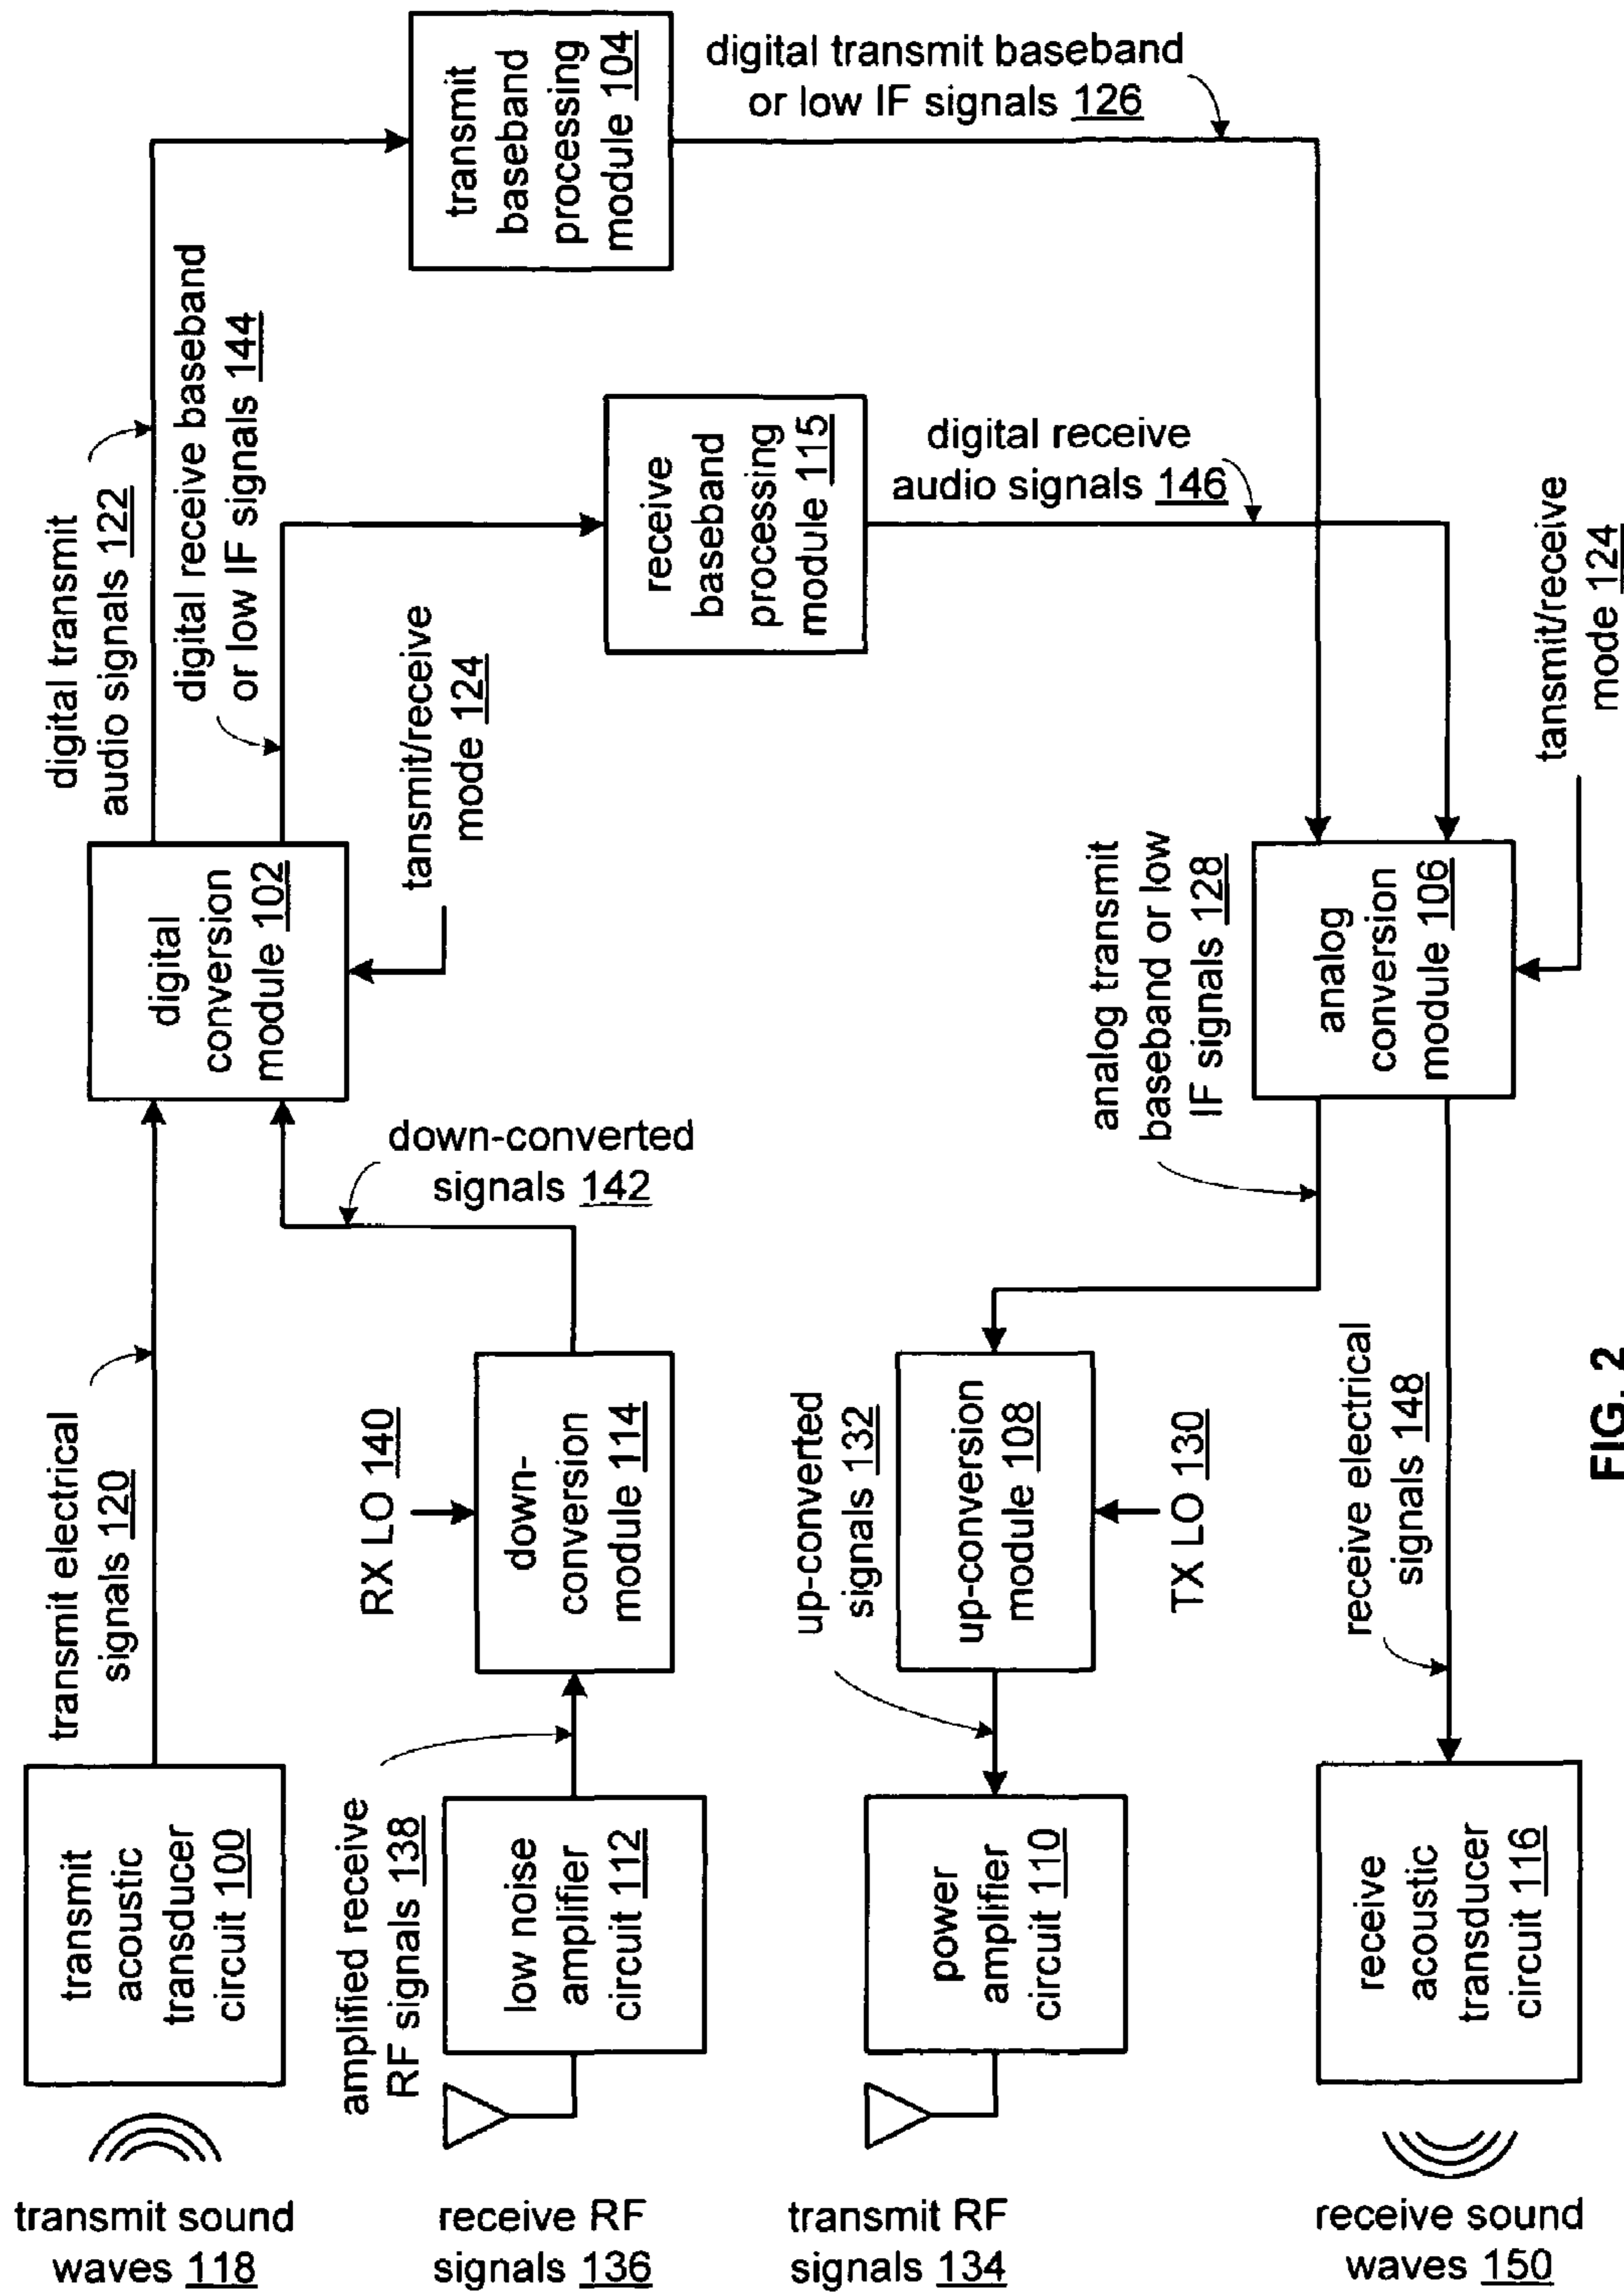 transmit sound
waves 118
transmit
acoustic
transducer
circuit 100
transmit electrical
signals 120
digital
conversion
module 102
digital transmit
audio signals 122
digital receive baseband
or low IF signals 144
tansmit/receive
mode 124
transmit
baseband
processing
module 104
digital transmit baseband
or low IF signals 126
receive RF
signals 136
low noise
amplifier
circuit 112
amplified receive
RF signals 138
RX LO 140
down-
conversion
module 114
down-converted
signals 142
receive
baseband
processing
module 115
digital receive
audio signals 146
transmit RF
signals 134
power
amplifier
circuit 110
up-converted
signals 132
up-conversion
module 108
TX LO 130
analog transmit
baseband or low
IF signals 128
analog
conversion
module 106
tansmit/receive
mode 124
receive sound
waves 150
receive
acoustic
transducer
circuit 116
receive electrical
signals 148
FIG. 2